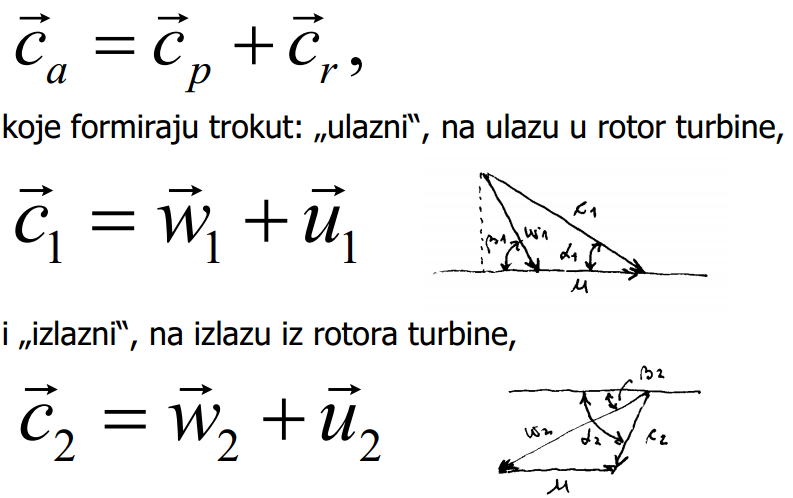 c⃗ₐ = c⃗ₚ + c⃗ᵣ,
koje formiraju trokut: „ulazni“, na ulazu u rotor turbine,
c⃗₁ = w⃗₁ + u⃗₁
c₁
β₁ w₁ α₁
u
i „izlazni“, na izlazu iz rotora turbine,
c⃗₂ = w⃗₂ + u⃗₂
β₂
w₂ α₂ c₂
u